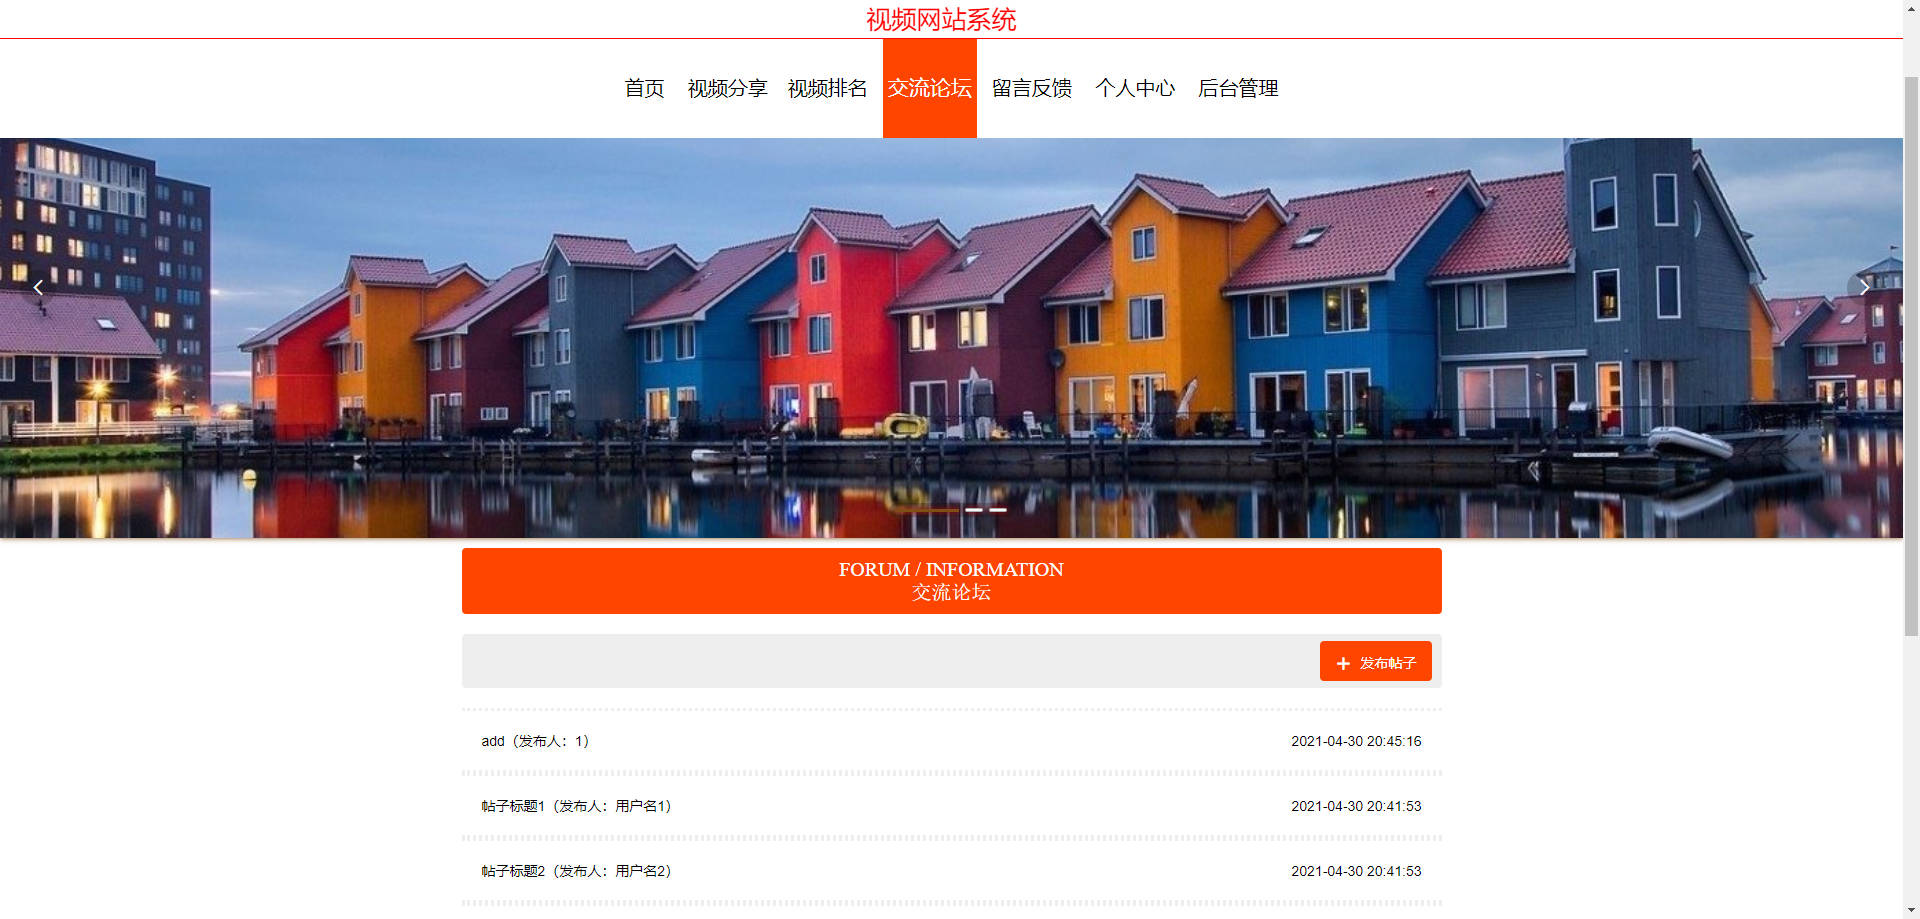 视频网站系统
首页 视频分享 视频排名 交流论坛 留言反馈 个人中心 后台管理
FORUM / INFORMATION
交流论坛
发布帖子
add（发布人：1） 2021-04-30 20:45:16
帖子标题1（发布人：用户名1） 2021-04-30 20:41:53
帖子标题2（发布人：用户名2） 2021-04-30 20:41:53